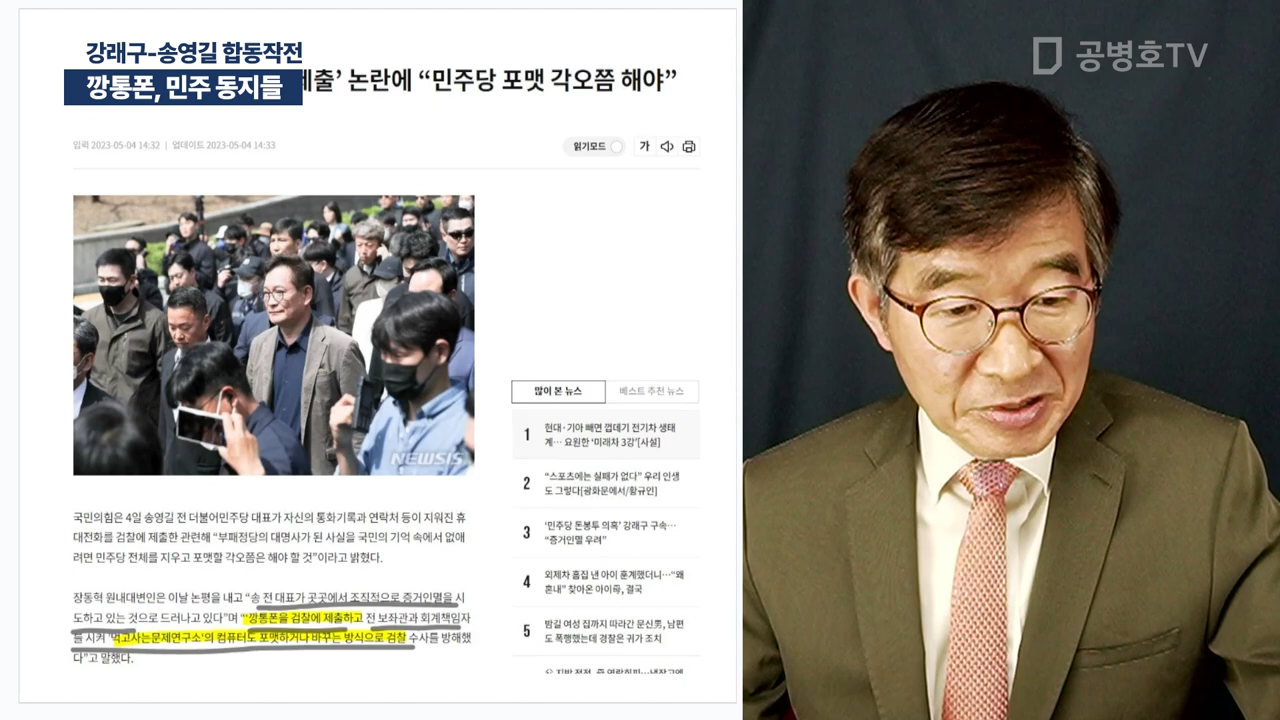 강래구-송영길 합동작전
깡통폰, 민주 동지들
제출’ 논란에 “민주당 포맷 각오쯤 해야”
공병호TV
입력 2023-05-04 14:32 | 업데이트 2023-05-04 14:33
읽기모드
가
NEWSIS
많이 본 뉴스
베스트 추천 뉴스
1 현대·기아 빼면 껍데기 전기차 생태
계… 요원한 ‘미래차 3강’[사설]
2 “스포츠에는 실패가 없다” 우리 인생
도 그렇다[광화문에서/황규인]
3 ‘민주당 돈봉투 의혹’ 강래구 구속…
“증거인멸 우려”
4 외제차 흠집 낸 아이 훈계했더니…“왜
혼내” 찾아온 아이母, 결국
5 밤길 여성 집까지 따라간 문신男, 남편
도 폭행했는데 경찰은 귀가 조치
국민의힘은 4일 송영길 전 더불어민주당 대표가 자신의 통화기록과 연락처 등이 지워진 휴
대전화를 검찰에 제출한 관련해 “부패정당의 대명사가 된 사실을 국민의 기억 속에서 없애
려면 민주당 전체를 지우고 포맷할 각오쯤은 해야 할 것”이라고 밝혔다.
장동혁 원내대변인은 이날 논평을 내고 “송 전 대표가 곳곳에서 조직적으로 증거인멸을 시
도하고 있는 것으로 드러나고 있다”며 “‘깡통폰을 검찰에 제출하고 전 보좌관과 회계책임자
를 시켜 ‘먹고사는문제연구소’의 컴퓨터도 포맷하거나 바꾸는 방식으로 검찰 수사를 방해했
다”고 말했다.